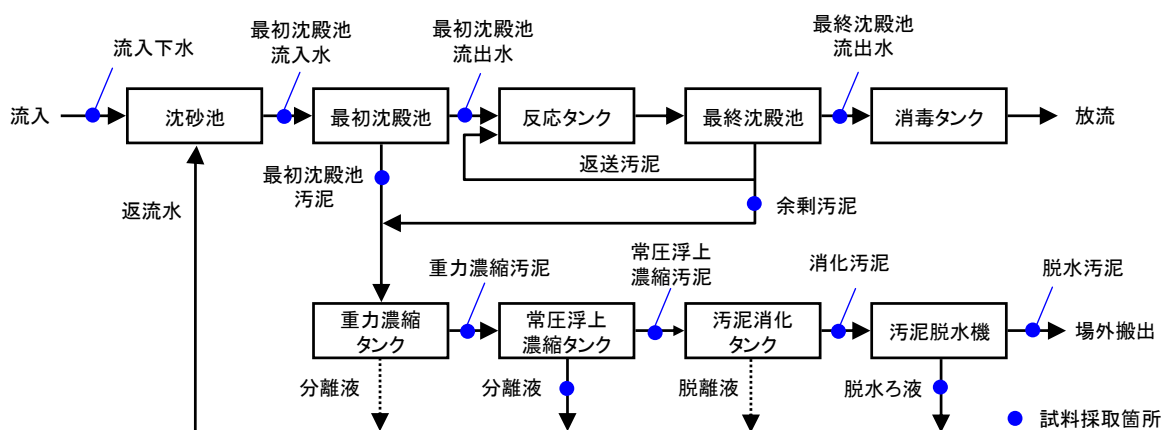 流入下水
最初沈殿池
流入水
最初沈殿池
流出水
最終沈殿池
流出水
流入
沈砂池
最初沈殿池
反応タンク
最終沈殿池
消毒タンク
放流
返送汚泥
最初沈殿池
汚泥
返流水
余剰汚泥
重力濃縮汚泥
常圧浮上
濃縮汚泥
消化汚泥
脱水汚泥
重力濃縮
タンク
常圧浮上
濃縮タンク
汚泥消化
タンク
汚泥脱水機
場外搬出
分離液
分離液
脱離液
脱水ろ液
試料採取箇所